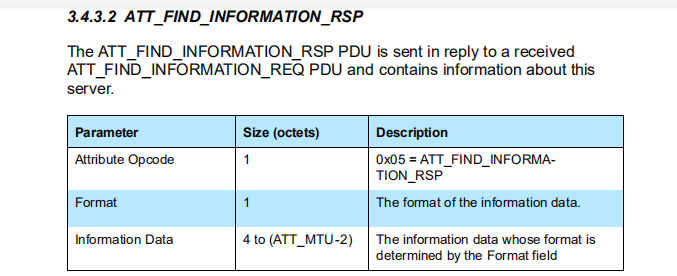 3.4.3.2 ATT_FIND_INFORMATION_RSP
The ATT_FIND_INFORMATION_RSP PDU is sent in reply to a received
ATT_FIND_INFORMATION_REQ PDU and contains information about this
server.
Parameter Size (octets) Description
Attribute Opcode 1 0x05 = ATT_FIND_INFORMA-
TION_RSP
Format 1 The format of the information data.
Information Data 4 to (ATT_MTU-2) The information data whose format is
determined by the Format field